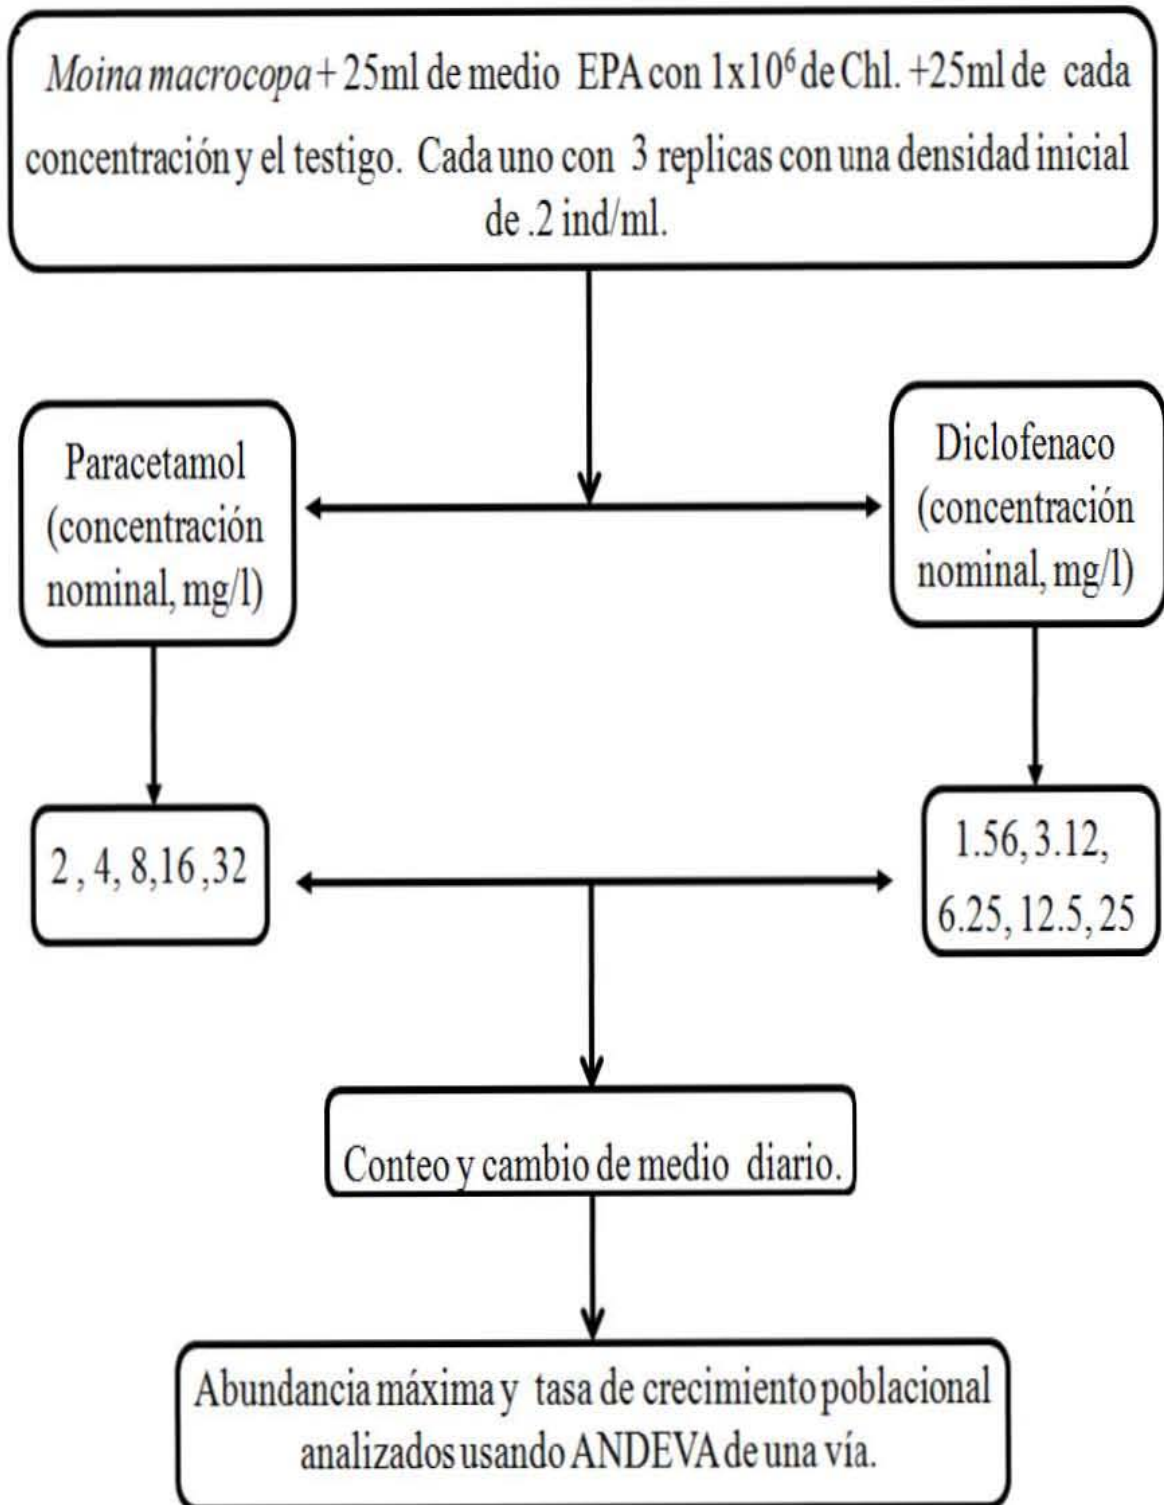 Moina macrocopa + 25ml de medio EPA con 1x10⁶ de Chl. +25ml de cada
concentración y el testigo. Cada uno con 3 replicas con una densidad inicial
de .2 ind/ml.
Paracetamol
(concentración
nominal, mg/l)
Diclofenaco
(concentración
nominal, mg/l)
2 , 4, 8,16 ,32
1.56, 3.12,
6.25, 12.5, 25
Conteo y cambio de medio diario.
Abundancia máxima y tasa de crecimiento poblacional
analizados usando ANDEVA de una vía.